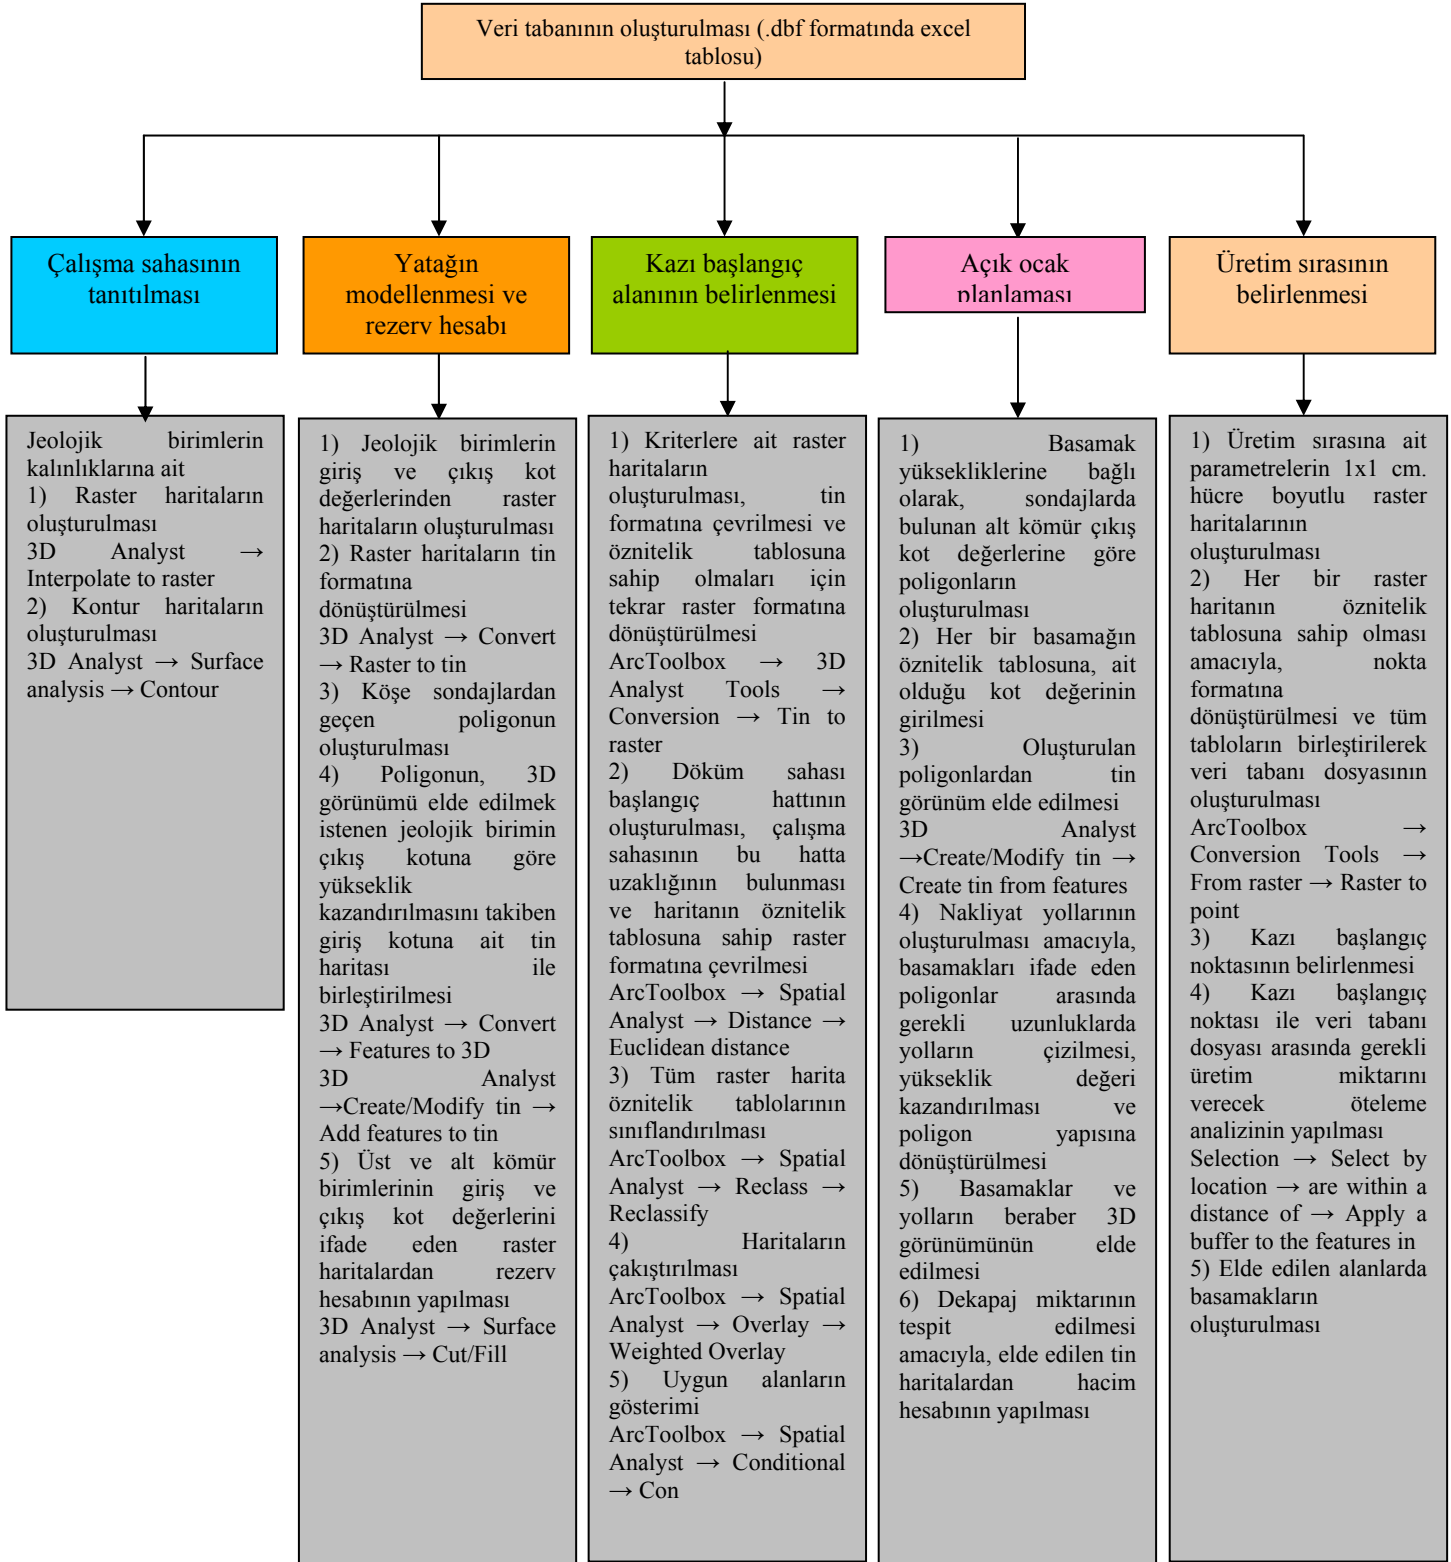 Veri tabanının oluşturulması (.dbf formatında excel
tablosu)
Çalışma sahasının
tanıtılması
Yatağın
modellenmesi ve
rezerv hesabı
Kazı başlangıç
alanının belirlenmesi
Açık ocak
planlaması
Üretim sırasının
belirlenmesi
Jeolojik birimlerin
kalınlıklarına ait
1) Raster haritaların
oluşturulması
3D Analyst →
Interpolate to raster
2) Kontur haritaların
oluşturulması
3D Analyst → Surface
analysis → Contour
1) Jeolojik birimlerin
giriş ve çıkış kot
değerlerinden raster
haritaların oluşturulması
2) Raster haritaların tin
formatına
dönüştürülmesi
3D Analyst → Convert
→ Raster to tin
3) Köşe sondajlardan
geçen poligonun
oluşturulması
4) Poligonun, 3D
görünümü elde edilmek
istenen jeolojik birimin
çıkış kotuna göre
yükseklik
kazandırılmasını takiben
giriş kotuna ait tin
haritası ile
birleştirilmesi
3D Analyst → Convert
→ Features to 3D
3D Analyst
→Create/Modify tin →
Add features to tin
5) Üst ve alt kömür
birimlerinin giriş ve
çıkış kot değerlerini
ifade eden raster
haritalardan rezerv
hesabının yapılması
3D Analyst → Surface
analysis → Cut/Fill
1) Kriterlere ait raster
haritaların
oluşturulması, tin
formatına çevrilmesi ve
öznitelik tablosuna
sahip olmaları için
tekrar raster formatına
dönüştürülmesi
ArcToolbox → 3D
Analyst Tools →
Conversion → Tin to
raster
2) Döküm sahası
başlangıç hattının
oluşturulması, çalışma
sahasının bu hatta
uzaklığının bulunması
ve haritanın öznitelik
tablosuna sahip raster
formatına çevrilmesi
ArcToolbox → Spatial
Analyst → Distance →
Euclidean distance
3) Tüm raster harita
öznitelik tablolarının
sınıflandırılması
ArcToolbox → Spatial
Analyst → Reclass →
Reclassify
4) Haritaların
çakıştırılması
ArcToolbox → Spatial
Analyst → Overlay →
Weighted Overlay
5) Uygun alanların
gösterimi
ArcToolbox → Spatial
Analyst → Conditional
→ Con
1) Basamak
yüksekliklerine bağlı
olarak, sondajlarda
bulunan alt kömür çıkış
kot değerlerine göre
poligonların
oluşturulması
2) Her bir basamağın
öznitelik tablosuna, ait
olduğu kot değerinin
girilmesi
3) Oluşturulan
poligonlardan tin
görünüm elde edilmesi
3D Analyst
→Create/Modify tin →
Create tin from features
4) Nakliyat yollarının
oluşturulması amacıyla,
basamakları ifade eden
poligonlar arasında
gerekli uzunluklarda
yolların çizilmesi,
yükseklik değeri
kazandırılması ve
poligon yapısına
dönüştürülmesi
5) Basamaklar ve
yolların beraber 3D
görünümünün elde
edilmesi
6) Dekapaj miktarının
tespit edilmesi
amacıyla, elde edilen tin
haritalardan hacim
hesabının yapılması
1) Üretim sırasına ait
parametrelerin 1x1 cm.
hücre boyutlu raster
haritalarının
oluşturulması
2) Her bir raster
haritanın öznitelik
tablosuna sahip olması
amacıyla, nokta
formatına
dönüştürülmesi ve tüm
tabloların birleştirilerek
veri tabanı dosyasının
oluşturulması
ArcToolbox →
Conversion Tools →
From raster → Raster to
point
3) Kazı başlangıç
noktasının belirlenmesi
4) Kazı başlangıç
noktası ile veri tabanı
dosyası arasında gerekli
üretim miktarını
verecek öteleme
analizinin yapılması
Selection → Select by
location → are within a
distance of → Apply a
buffer to the features in
5) Elde edilen alanlarda
basamakların
oluşturulması